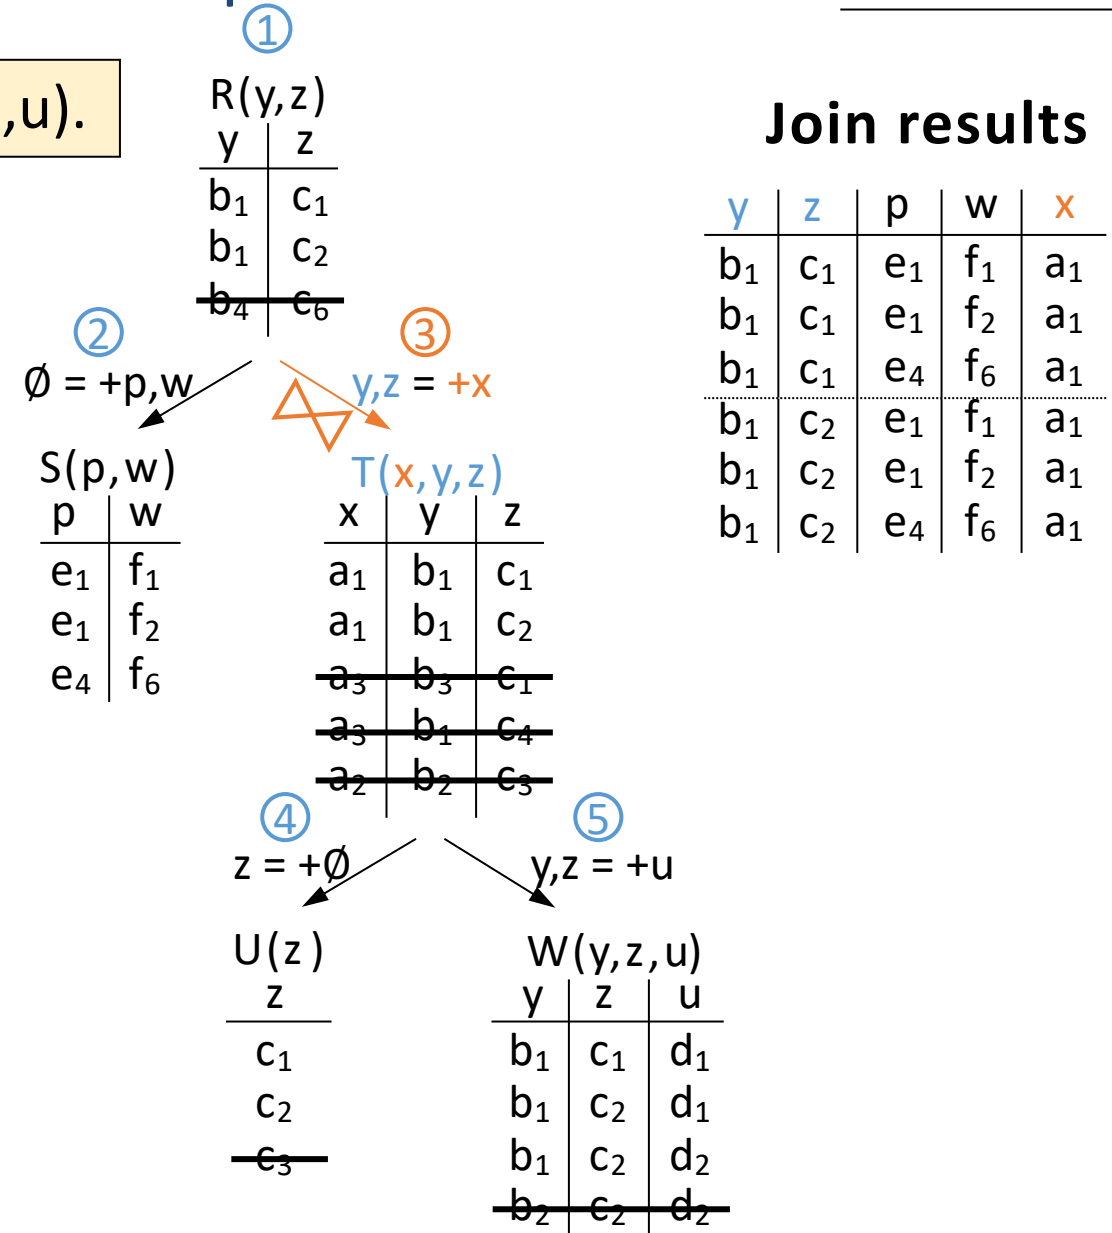 ①
,u).
R(y,z)
y z
b₁ c₁
b₁ c₂
b₄ c₆
Join results
y z p w x
b₁ c₁ e₁ f₁ a₁
b₁ c₁ e₁ f₂ a₁
b₁ c₁ e₄ f₆ a₁
b₁ c₂ e₁ f₁ a₁
b₁ c₂ e₁ f₂ a₁
b₁ c₂ e₄ f₆ a₁
②
∅ = +p,w
③
y,z = +x
S(p,w)
p w
e₁ f₁
e₁ f₂
e₄ f₆
T(x,y,z)
x y z
a₁ b₁ c₁
a₁ b₁ c₂
a₃ b₃ c₁
a₃ b₁ c₄
a₂ b₂ c₃
④
z = +∅
⑤
y,z = +u
U(z)
z
c₁
c₂
c₃
W(y,z,u)
y z u
b₁ c₁ d₁
b₁ c₂ d₁
b₁ c₂ d₂
b₂ c₂ d₂